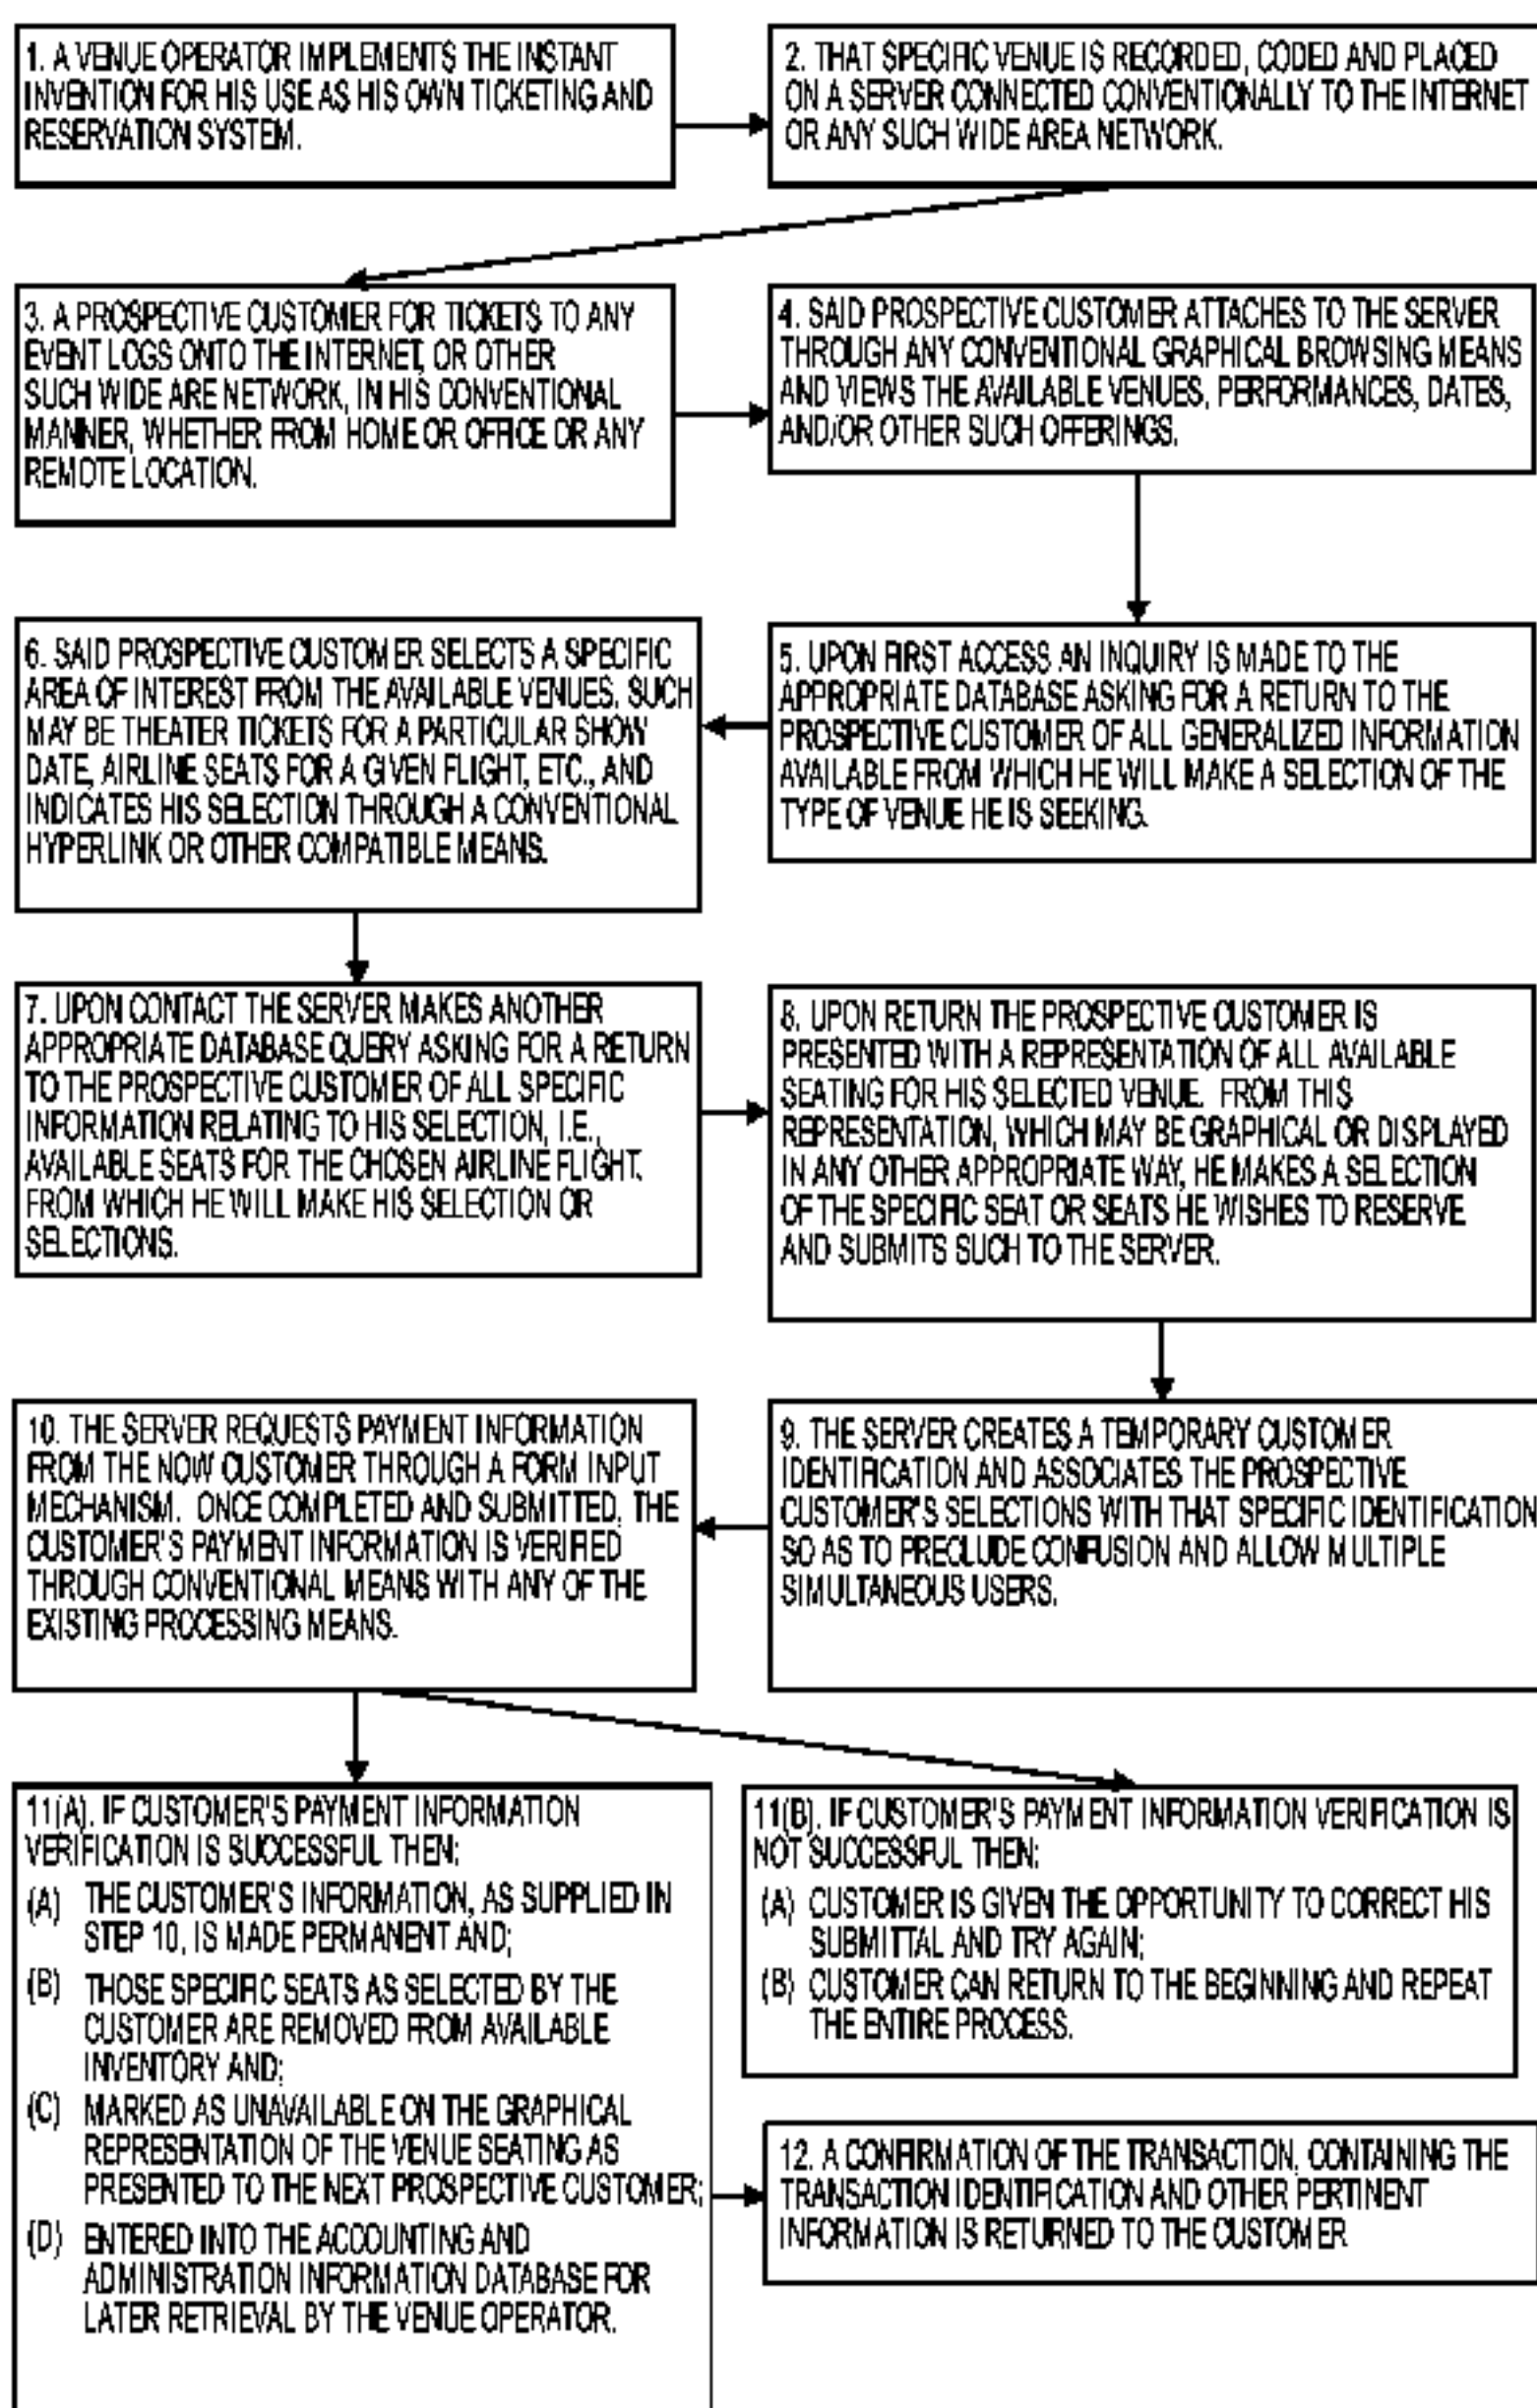 1. A VENUE OPERATOR IMPLEMENTS THE INSTANT
INVENTION FOR HIS USE AS HIS OWN TICKETING AND
RESERVATION SYSTEM.
2. THAT SPECIFIC VENUE IS RECORDED, CODED AND PLACED
ON A SERVER CONNECTED CONVENTIONALLY TO THE INTERNET
OR ANY SUCH WIDE AREA NETWORK.
3. A PROSPECTIVE CUSTOMER FOR TICKETS TO ANY
EVENT LOGS ONTO THE INTERNET, OR OTHER
SUCH WIDE ARE NETWORK, IN HIS CONVENTIONAL
MANNER, WHETHER FROM HOME OR OFFICE OR ANY
REMOTE LOCATION.
4. SAID PROSPECTIVE CUSTOMER ATTACHES TO THE SERVER
THROUGH ANY CONVENTIONAL GRAPHICAL BROWSING MEANS
AND VIEWS THE AVAILABLE VENUES, PERFORMANCES, DATES,
AND/OR OTHER SUCH OFFERINGS.
5. UPON FIRST ACCESS AN INQUIRY IS MADE TO THE
APPROPRIATE DATABASE ASKING FOR A RETURN TO THE
PROSPECTIVE CUSTOMER OF ALL GENERALIZED INFORMATION
AVAILABLE FROM WHICH HE WILL MAKE A SELECTION OF THE
TYPE OF VENUE HE IS SEEKING.
6. SAID PROSPECTIVE CUSTOMER SELECTS A SPECIFIC
AREA OF INTEREST FROM THE AVAILABLE VENUES. SUCH
MAY BE THEATER TICKETS FOR A PARTICULAR SHOW
DATE, AIRLINE SEATS FOR A GIVEN FLIGHT, ETC., AND
INDICATES HIS SELECTION THROUGH A CONVENTIONAL
HYPERLINK OR OTHER COMPATIBLE MEANS.
7. UPON CONTACT THE SERVER MAKES ANOTHER
APPROPRIATE DATABASE QUERY ASKING FOR A RETURN
TO THE PROSPECTIVE CUSTOMER OF ALL SPECIFIC
INFORMATION RELATING TO HIS SELECTION, I.E.,
AVAILABLE SEATS FOR THE CHOSEN AIRLINE FLIGHT,
FROM WHICH HE WILL MAKE HIS SELECTION OR
SELECTIONS.
8. UPON RETURN THE PROSPECTIVE CUSTOMER IS
PRESENTED WITH A REPRESENTATION OF ALL AVAILABLE
SEATING FOR HIS SELECTED VENUE. FROM THIS
REPRESENTATION, WHICH MAY BE GRAPHICAL OR DISPLAYED
IN ANY OTHER APPROPRIATE WAY, HE MAKES A SELECTION
OF THE SPECIFIC SEAT OR SEATS HE WISHES TO RESERVE
AND SUBMITS SUCH TO THE SERVER.
9. THE SERVER CREATES A TEMPORARY CUSTOMER
IDENTIFICATION AND ASSOCIATES THE PROSPECTIVE
CUSTOMER'S SELECTIONS WITH THAT SPECIFIC IDENTIFICATION
SO AS TO PRECLUDE CONFUSION AND ALLOW MULTIPLE
SIMULTANEOUS USERS.
10. THE SERVER REQUESTS PAYMENT INFORMATION
FROM THE NOW CUSTOMER THROUGH A FORM INPUT
MECHANISM. ONCE COMPLETED AND SUBMITTED, THE
CUSTOMER'S PAYMENT INFORMATION IS VERIFIED
THROUGH CONVENTIONAL MEANS WITH ANY OF THE
EXISTING PROCESSING MEANS.
11(A). IF CUSTOMER'S PAYMENT INFORMATION
VERIFICATION IS SUCCESSFUL THEN:
(A) THE CUSTOMER'S INFORMATION, AS SUPPLIED IN
STEP 10, IS MADE PERMANENT AND;
(B) THOSE SPECIFIC SEATS AS SELECTED BY THE
CUSTOMER ARE REMOVED FROM AVAILABLE
INVENTORY AND;
(C) MARKED AS UNAVAILABLE ON THE GRAPHICAL
REPRESENTATION OF THE VENUE SEATING AS
PRESENTED TO THE NEXT PROSPECTIVE CUSTOMER;
(D) ENTERED INTO THE ACCOUNTING AND
ADMINISTRATION INFORMATION DATABASE FOR
LATER RETRIEVAL BY THE VENUE OPERATOR.
11(B). IF CUSTOMER'S PAYMENT INFORMATION VERIFICATION IS
NOT SUCCESSFUL THEN:
(A) CUSTOMER IS GIVEN THE OPPORTUNITY TO CORRECT HIS
SUBMITTAL AND TRY AGAIN;
(B) CUSTOMER CAN RETURN TO THE BEGINNING AND REPEAT
THE ENTIRE PROCESS.
12. A CONFIRMATION OF THE TRANSACTION, CONTAINING THE
TRANSACTION IDENTIFICATION AND OTHER PERTINENT
INFORMATION IS RETURNED TO THE CUSTOMER